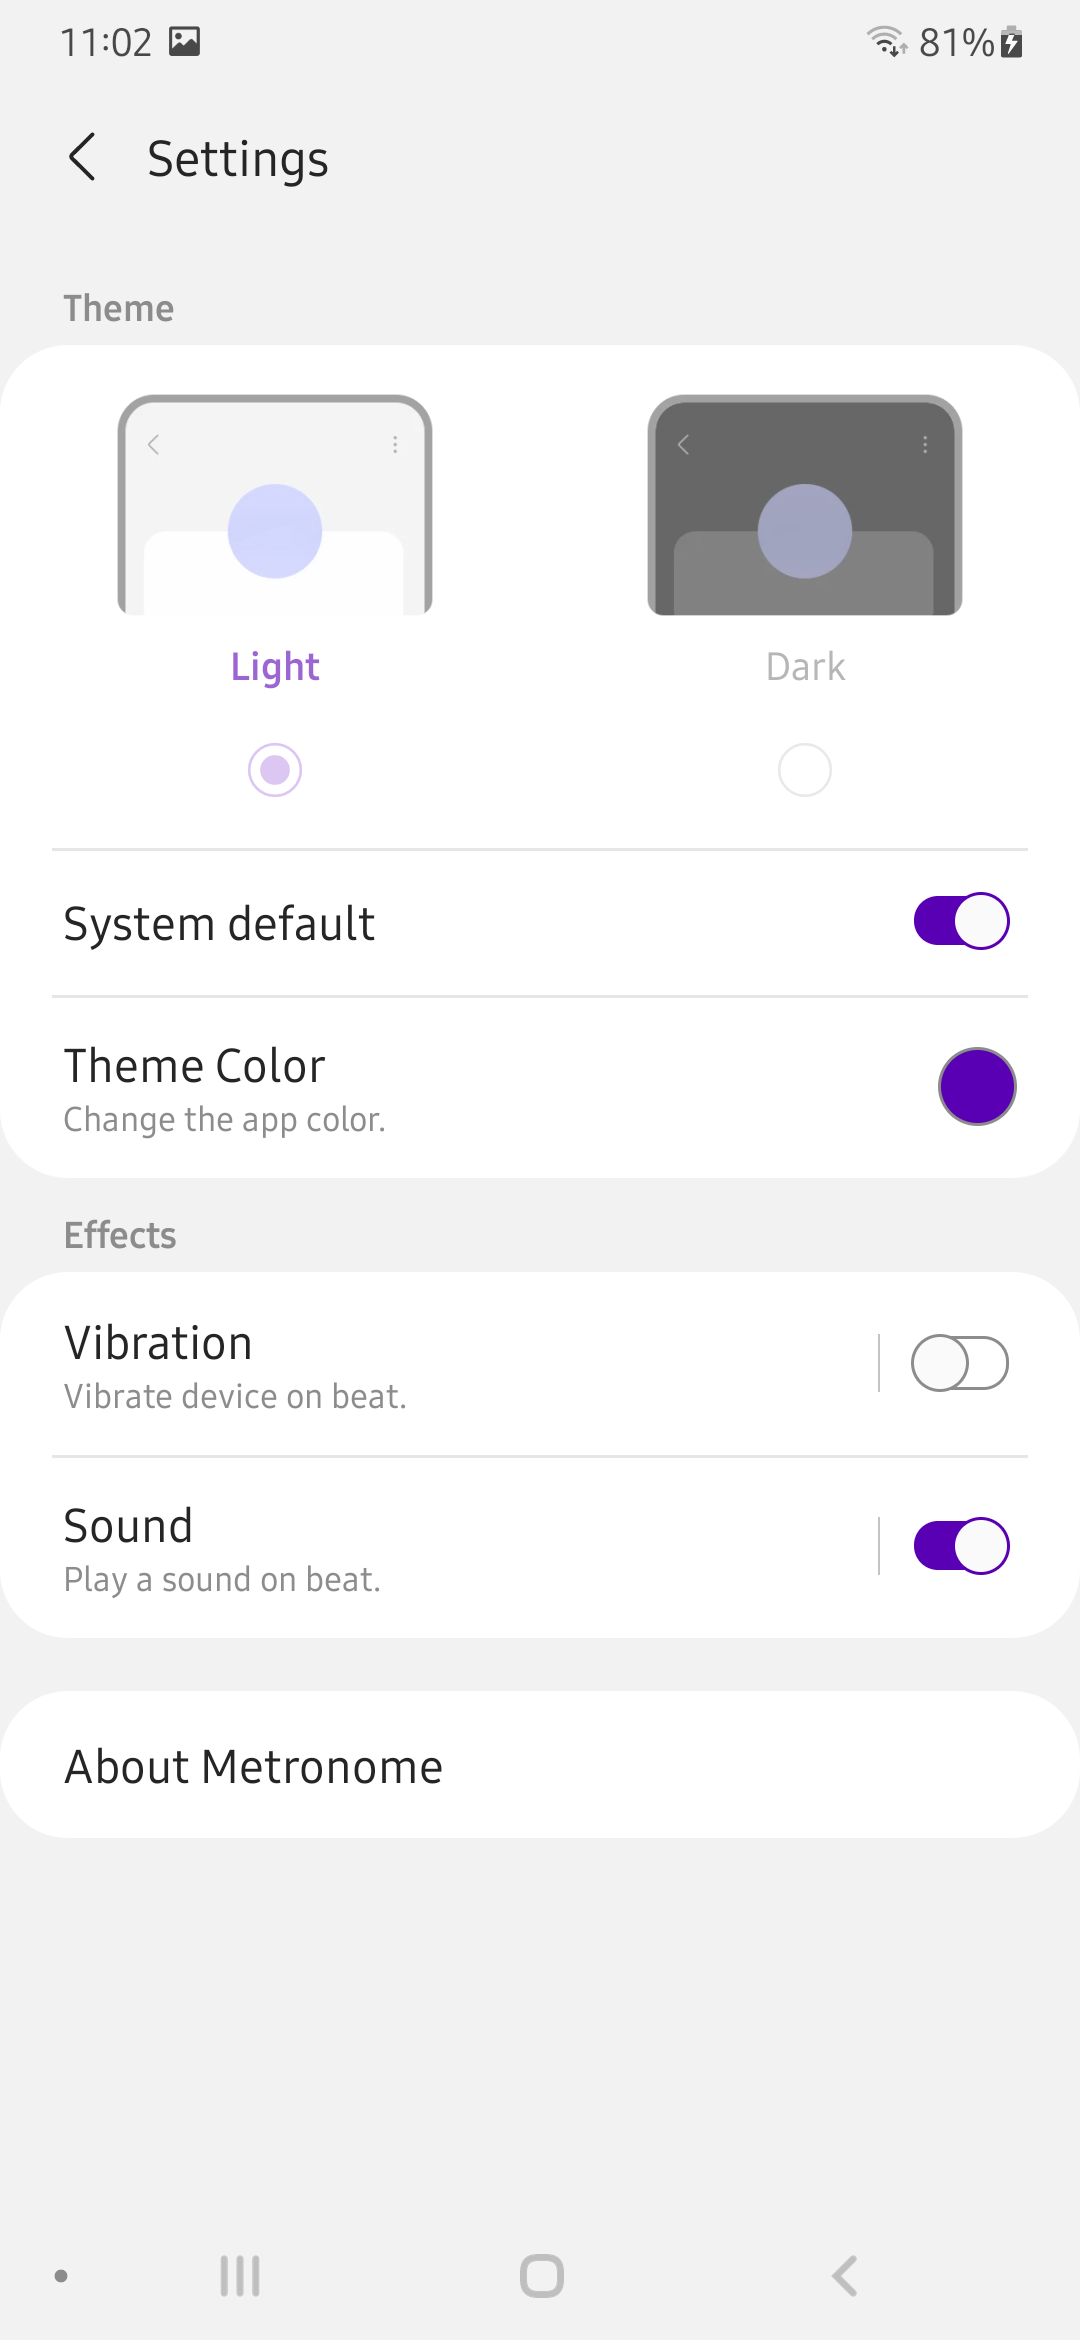 11:02 81%
Settings
Theme
Light Dark
System default
Theme Color
Change the app color.
Effects
Vibration
Vibrate device on beat.
Sound
Play a sound on beat.
About Metronome